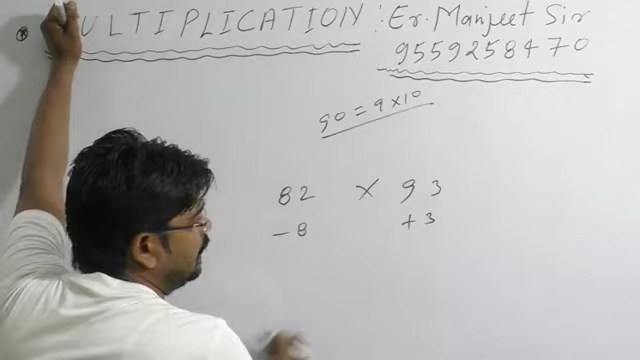 ULTIPLICATION : Er. Manjeet Sir
9559258470
90 = 9 x 10
82 x 93
-8 +3